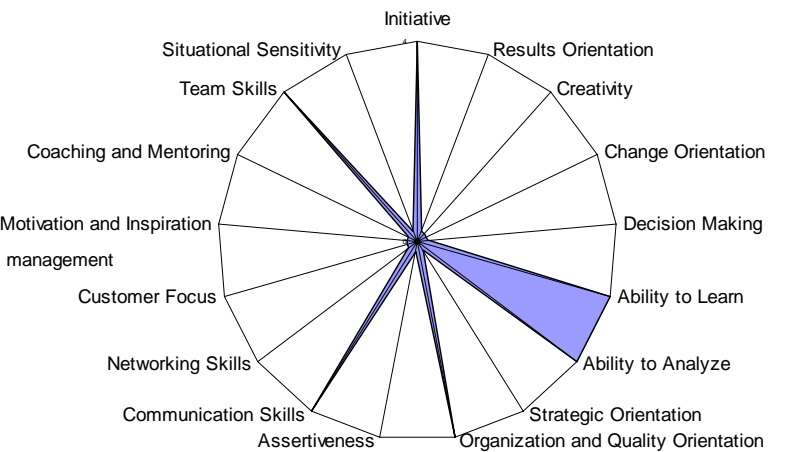 Initiative
4
Situational Sensitivity
Results Orientation
Team Skills
Creativity
Coaching and Mentoring
Change Orientation
Motivation and Inspiration
management
Decision Making
Customer Focus
Ability to Learn
Networking Skills
Ability to Analyze
Communication Skills
Strategic Orientation
Assertiveness
Organization and Quality Orientation